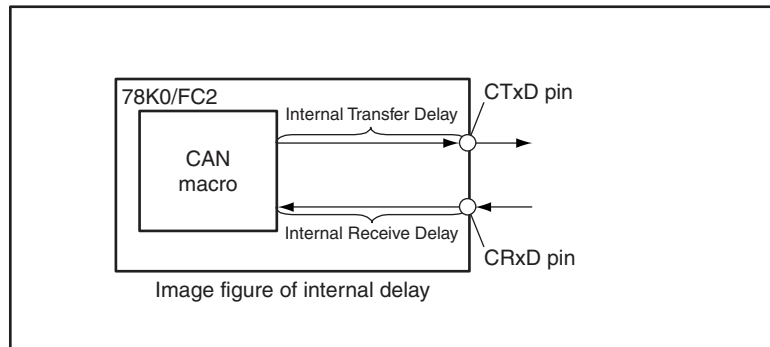 78K0/FC2
CTxD pin
Internal Transfer Delay
CAN
macro
Internal Receive Delay
CRxD pin
Image figure of internal delay